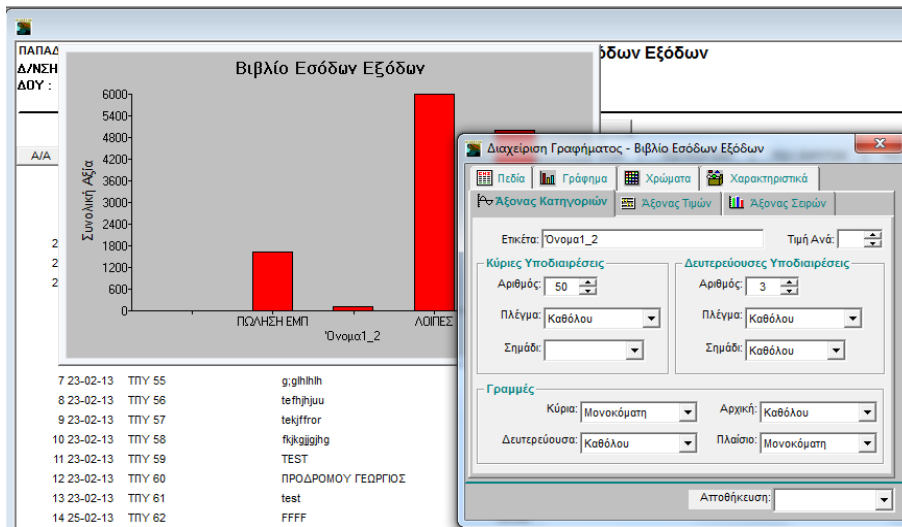 ΠΑΠΑΔ
Δ/ΝΣΗ
ΔΟΥ :
όδων Εξόδων
Α/Α
Βιβλίο Εσόδων Εξόδων
Συνολική Αξία
6000
5400
4800
4200
3600
3000
2400
1800
1200
600
0
ΠΩΛΗΣΗ ΕΜΠ
ΛΟΙΠΕΣ
Όνομα1_2
2
2
2
7 23-02-13 ΤΠΥ 55 g;glhlhlh
8 23-02-13 ΤΠΥ 56 tefhjhjuu
9 23-02-13 ΤΠΥ 57 tekjffror
10 23-02-13 ΤΠΥ 58 fkjkgjjgjhg
11 23-02-13 ΤΠΥ 59 TEST
12 23-02-13 ΤΠΥ 60 ΠΡΟΔΡΟΜΟΥ ΓΕΩΡΓΙΟΣ
13 23-02-13 ΤΠΥ 61 test
14 25-02-13 ΤΠΥ 62 FFFF
Διαχείριση Γραφήματος - Βιβλίο Εσόδων Εξόδων
Πεδία Γράφημα Χρώματα Χαρακτηριστικά
Άξονας Κατηγοριών Άξονας Τιμών Άξονας Σειρών
Ετικέτα: Όνομα1_2 Τιμή Ανά:
Κύριες Υποδιαιρέσεις Δευτερεύουσες Υποδιαιρέσεις
Αριθμός: 50 Αριθμός: 3
Πλέγμα: Καθόλου Πλέγμα: Καθόλου
Σημάδι: Σημάδι: Καθόλου
Γραμμές
Κύρια: Μονοκόματη Αρχική: Καθόλου
Δευτερεύουσα: Καθόλου Πλαίσιο: Μονοκόματη
Αποθήκευση: